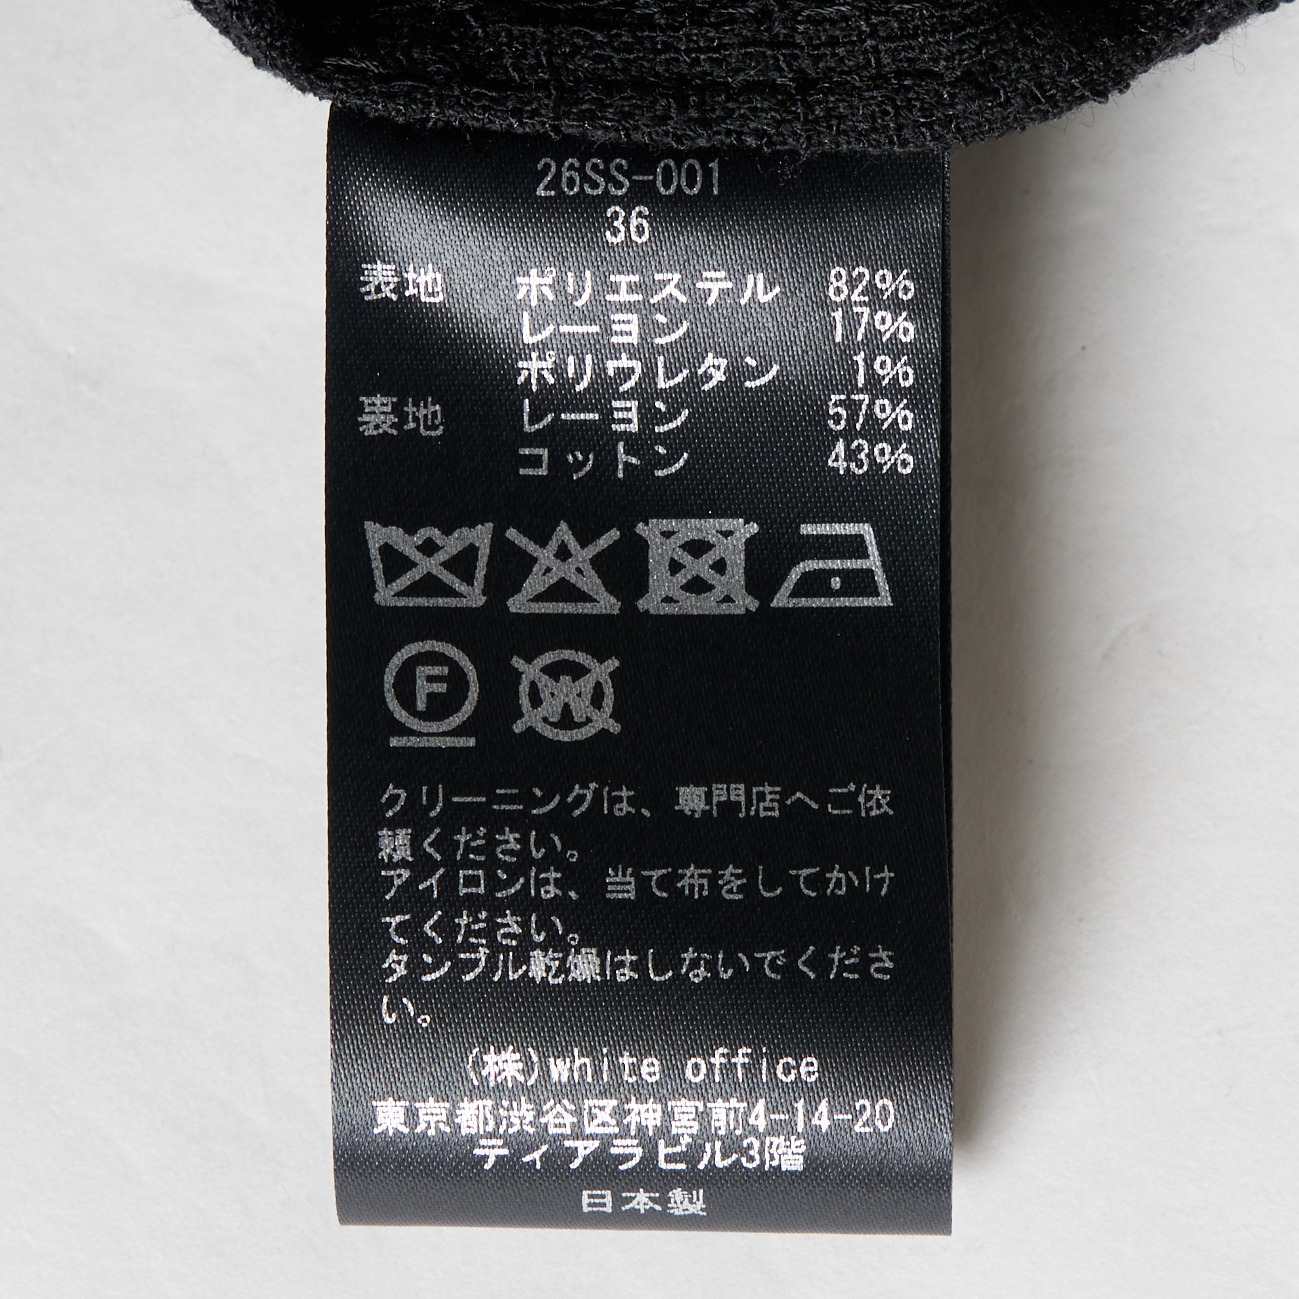 26SS-001
36
表地 ポリエステル 82%
レーヨン 17%
ポリウレタン 1%
裏地 レーヨン 57%
コットン 43%
F W
クリーニングは、専門店へご依
頼ください。
アイロンは、当て布をしてかけ
てください。
タンブル乾燥はしないでくださ
い。
(株)white office
東京都渋谷区神宮前4-14-20
ティアラビル3階
日本製